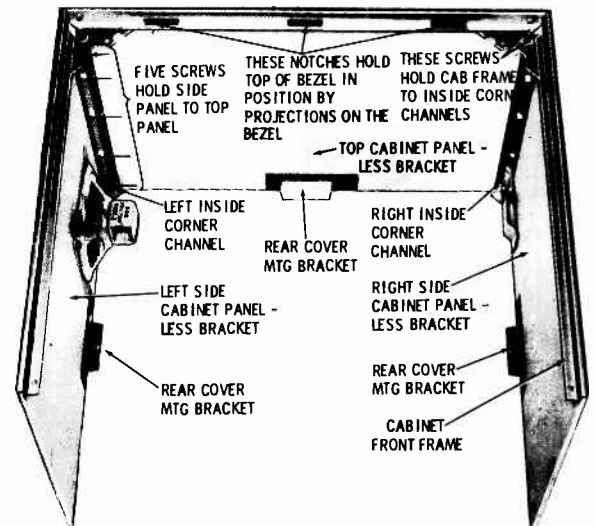 FIVE SCREWS
HOLD SIDE
PANEL TO TOP
PANEL
THESE NOTCHES HOLD
TOP OF BEZEL IN
POSITION BY
PROJECTIONS ON THE
BEZEL
THESE SCREWS
HOLD CAB FRAME
TO INSIDE CORN
CHANNELS
TOP CABINET PANEL -
LESS BRACKET
LEFT INSIDE
CORNER
CHANNEL
REAR COVER
MTG BRACKET
RIGHT INSIDE
CORNER
CHANNEL
LEFT SIDE
CABINET PANEL -
LESS BRACKET
RIGHT SIDE
CABINET PANEL -
LESS BRACKET
REAR COVER
MTG BRACKET
REAR COVER
MTG BRACKET
CABINET
FRONT FRAME